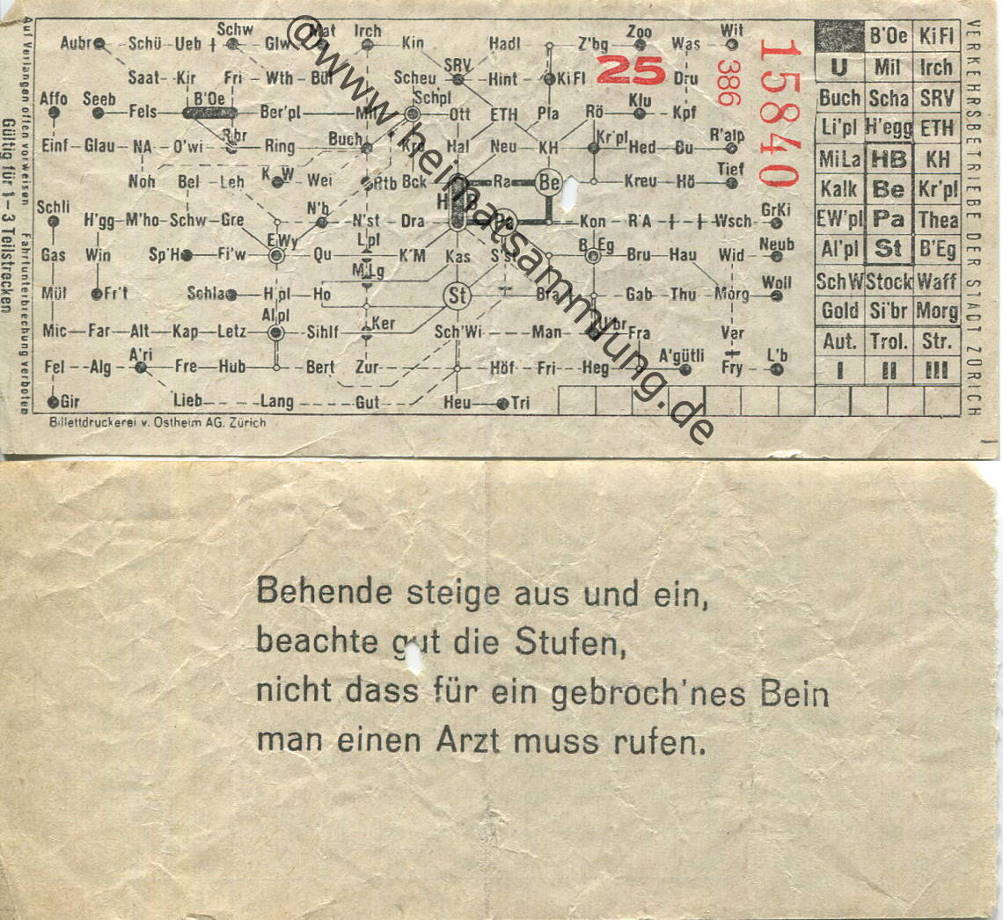 Aubr Schü Ueb Schw Glw Mat Irch Kin Hadl Z'bg Zoo Was Wit
Saat Kir Fri Wth Büf Scheu SRV Hint KiFl 25 Dru 386 15840
Affo Seeb Fels B'Oe Ber'pl Mil Schpl Ott ETH Pla Rö Klu Kpf
Einf Glau NA O'wi Rbr Ring Buch Kro Hal Neu KH Kr'pl Hed Bu R'alp
Noh Bel Leh K W Wei Rtb Bck Ra Be Kreu Hö Tief
Schli H'gg M'ho Schw Gre N'b N'st Dra Kon R'A Wsch GrKi
Gas Win Sp'H Fi'w EWy Qu L'pl K'M Kas S'st B Eg Bru Hau Wid Neub
Mül Fr't Schla H'pl Ho M'Lg St Bra Gab Thu Morg Woll
Mic Far Alt Kap Letz Al.pl Sihlf Ker Sch'Wi Man Fra Ver
Fel Alg A'ri Fre Hub Bert Zur Höf Fri Heg A'gütli Fry L'b
Gir Lieb Lang Gut Heu Tri
B'Oe KiFl
U Mil Irch
Buch Scha SRV
Li'pl H'egg ETH
MiLa HB KH
Kalk Be Kr'pl
EW'pl Pa Thea
Al'pl St B'Eg
SchW Stock Waff
Gold Si'br Morg
Aut. Trol. Str.
I II III
VERKEHRSBETRIEBE DER STADT ZÜRICH
Auf Verlangen offen vorweisen Fahrtunterbrechung verboten
Gültig für 1-3 Teilstrecken
Billettdruckerei v. Ostheim AG. Zürich
@www.heimatsammlung.de
Behende steige aus und ein,
beachte gut die Stufen,
nicht dass für ein gebroch'nes Bein
man einen Arzt muss rufen.